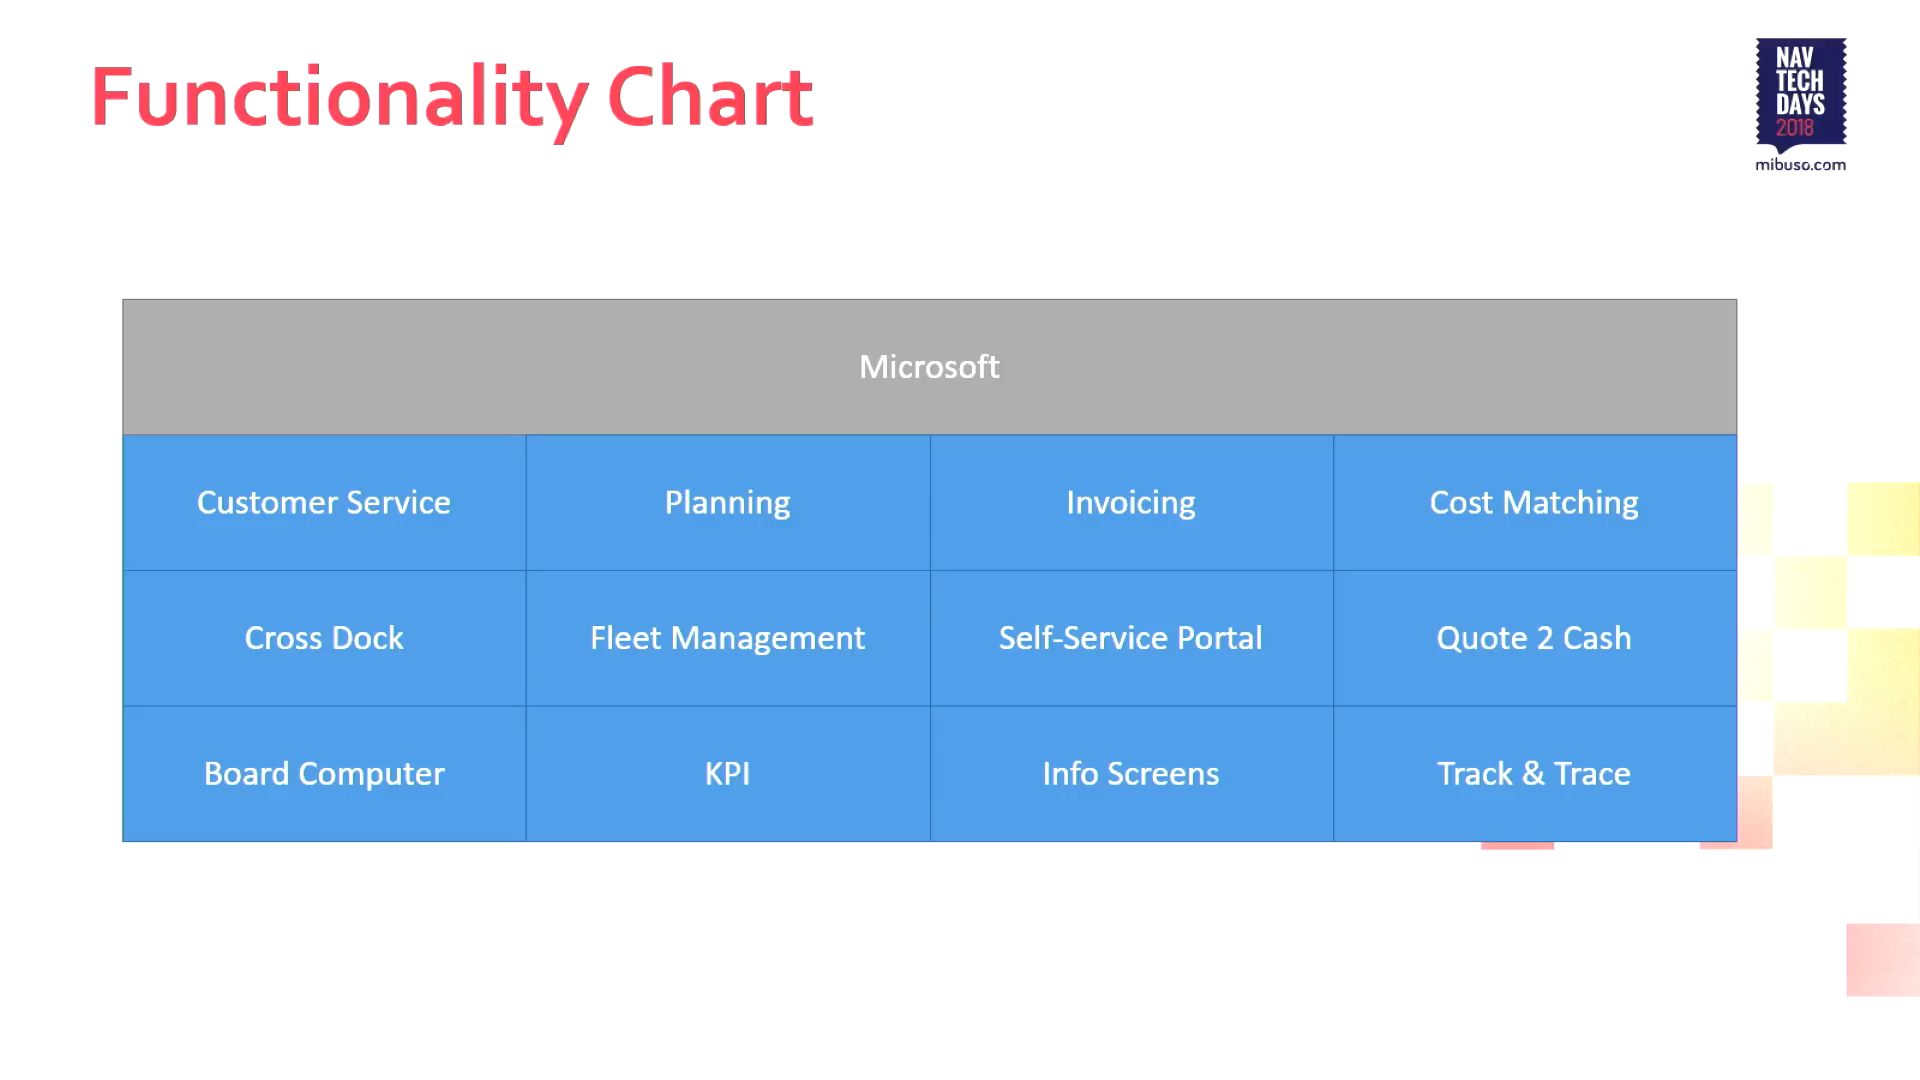 Functionality Chart
NAV
TECH
DAYS
2018
mibuso.com
Microsoft
Customer Service
Planning
Invoicing
Cost Matching
Cross Dock
Fleet Management
Self-Service Portal
Quote 2 Cash
Board Computer
KPI
Info Screens
Track & Trace